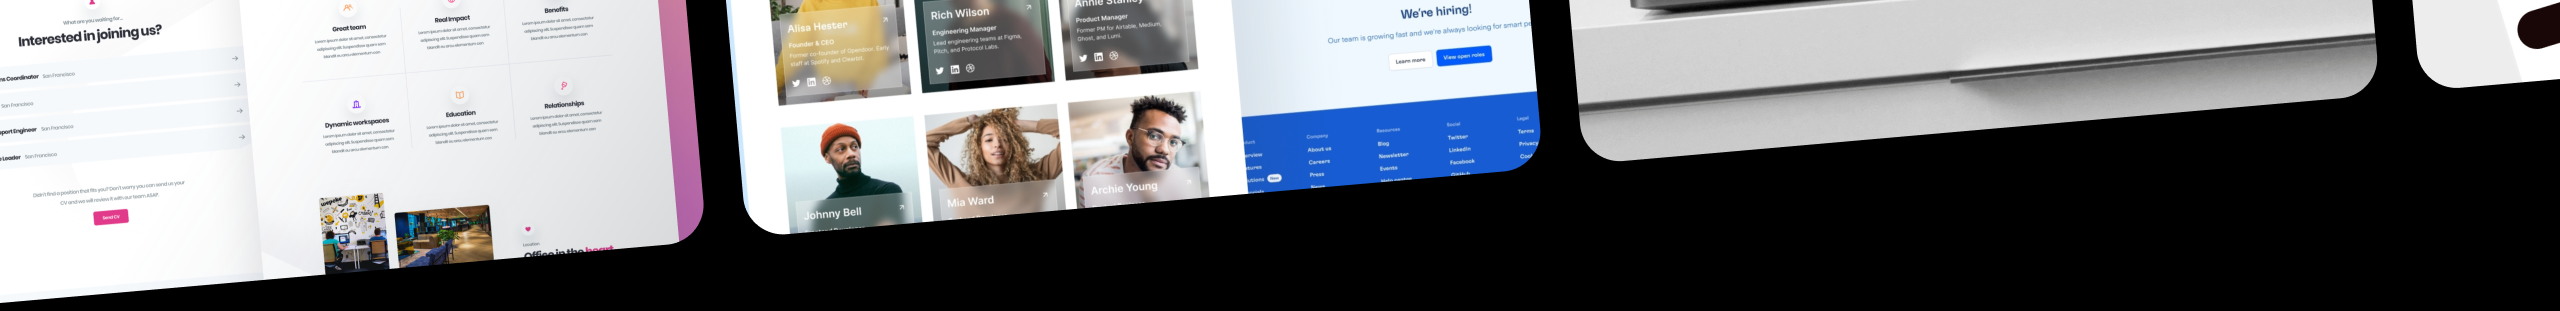 What are you waiting for...
Interested in joining us?
ns Coordinator San Francisco
San Francisco
port Engineer San Francisco
Leader San Francisco
Didn't find a position that fits you? Don't worry you can send us your
CV and we will review it with our team ASAP.
Send CV
Great team
Lorem ipsum dolor sit amet, consectetur
adipiscing elit. Suspendisse quam sem
blandit eu arcu elementum con
Real impact
Lorem ipsum dolor sit amet, consectetur
adipiscing elit. Suspendisse quam sem
blandit eu arcu elementum con
Benefits
Lorem ipsum dolor sit amet, consectetur
adipiscing elit. Suspendisse quam sem
blandit eu arcu elementum con
Dynamic workspaces
Lorem ipsum dolor sit amet, consectetur
adipiscing elit. Suspendisse quam sem
blandit eu arcu elementum con
Education
Lorem ipsum dolor sit amet, consectetur
adipiscing elit. Suspendisse quam sem
blandit eu arcu elementum con
Relationships
Lorem ipsum dolor sit amet, consectetur
adipiscing elit. Suspendisse quam sem
blandit eu arcu elementum con
Location
Office in the heart
Alisa Hester
Founder & CEO
Former co-founder of Opendoor. Early
staff at Spotify and Clearbit.
Rich Wilson
Engineering Manager
Lead engineering teams at Figma,
Pitch, and Protocol Labs.
Annie Stanley
Product Manager
Former PM for Airtable, Medium,
Ghost, and Lumi.
Johnny Bell
Mia Ward
Archie Young
We're hiring!
Our team is growing fast and we're always looking for smart pe
Learn more
View open roles
Company
About us
Careers
Press
Resources
Blog
Newsletter
Events
Help centre
Social
Twitter
LinkedIn
Facebook
GitHub
Legal
Terms
Privacy
New